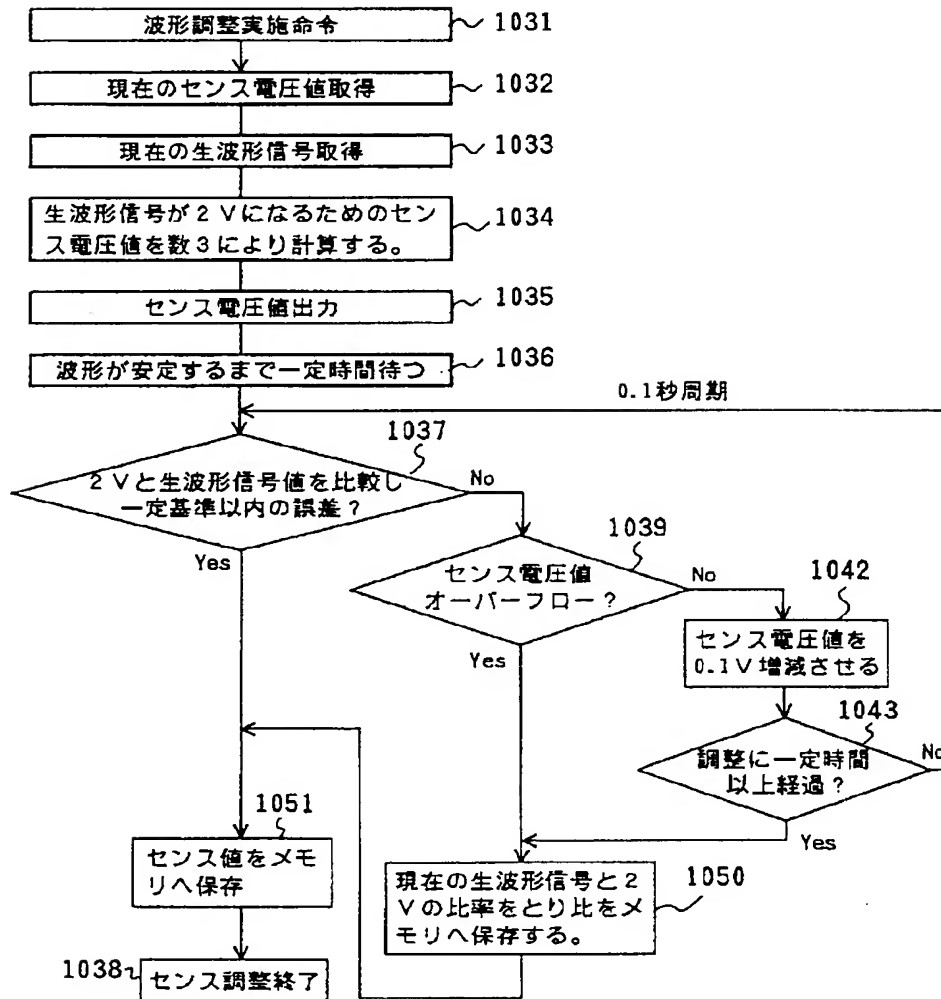 波形調整実施命令
1031
現在のセンス電圧値取得
1032
現在の生波形信号取得
1033
生波形信号が2Vになるためのセン
ス電圧値を数3により計算する。
1034
センス電圧値出力
1035
波形が安定するまで一定時間待つ
1036
0.1秒周期
1037
2Vと生波形信号値を比較し
一定基準以内の誤差?
No
Yes
1039
センス電圧値
オーバーフロー?
No
Yes
1042
センス電圧値を
0.1V増減させる
1043
調整に一定時間
以上経過?
No
Yes
1051
センス値をメモ
リへ保存
現在の生波形信号と2
Vの比率をとり比をメ
モリへ保存する。
1050
1038
センス調整終了